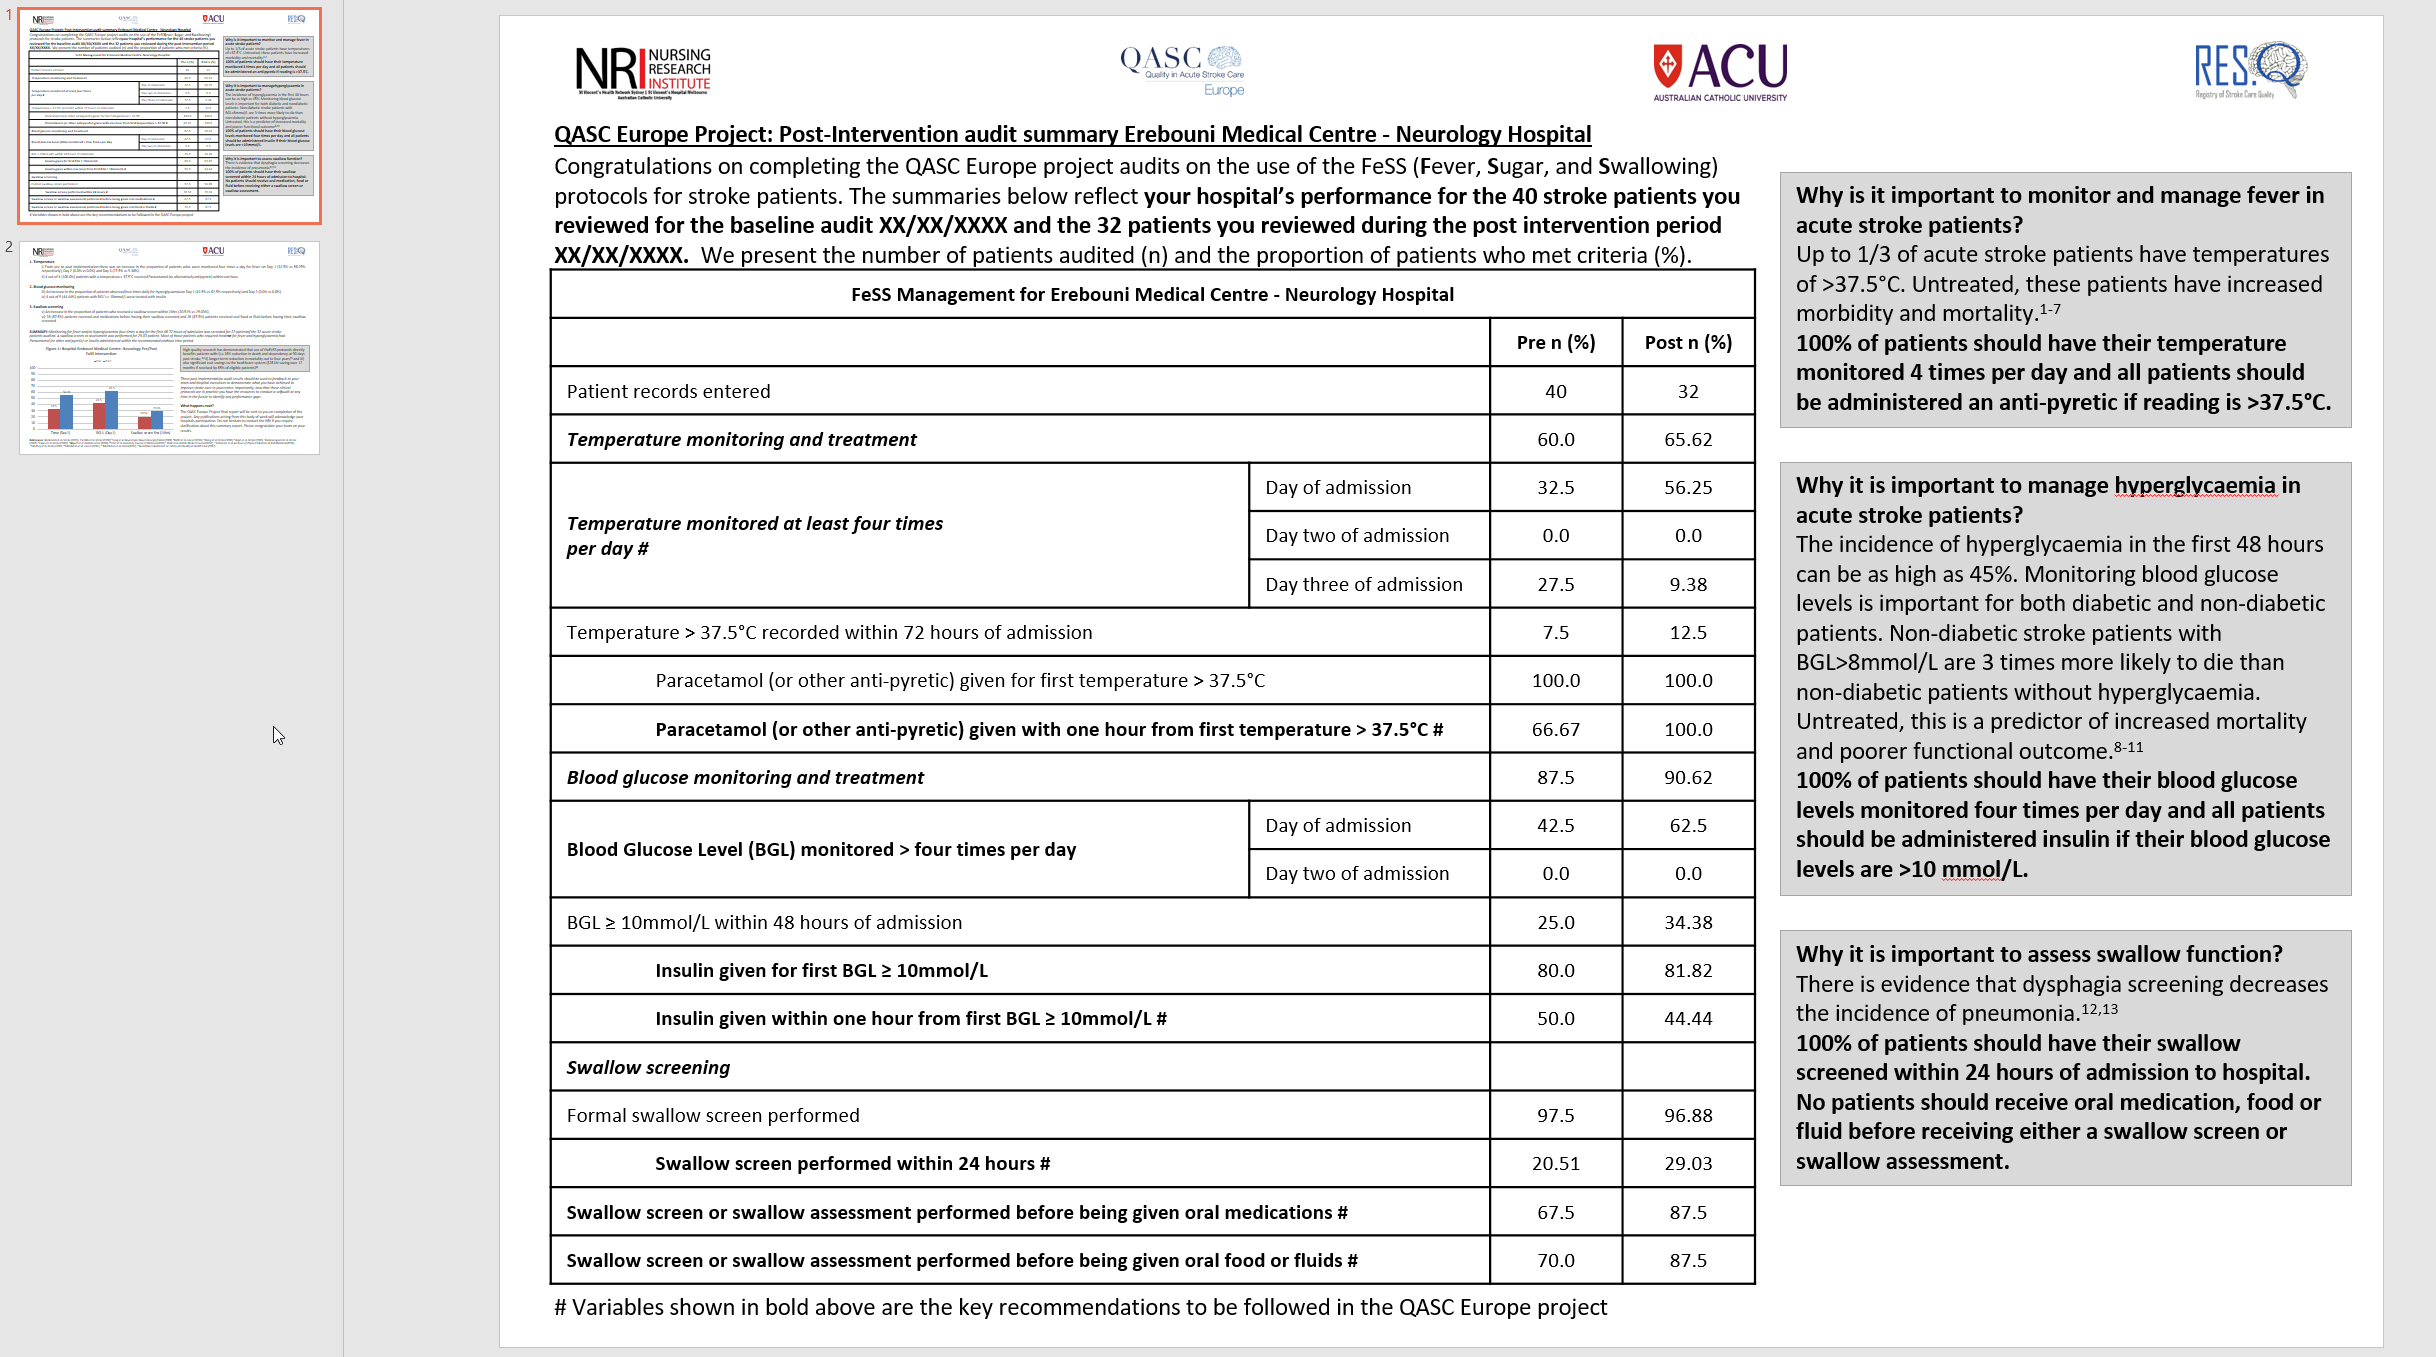 1
2
NRI NURSING
RESEARCH
INSTITUTE
St Vincent's Health Network Sydney | St Vincent's Hospital Melbourne
Australian Catholic University
QASC
Quality in Acute Stroke Care
Europe
ACU
AUSTRALIAN CATHOLIC UNIVERSITY
RES.Q
Registry of Stroke Care Quality
QASC Europe Project: Post-Intervention audit summary Erebouni Medical Centre - Neurology Hospital
Congratulations on completing the QASC Europe project audits on the use of the FeSS (Fever, Sugar, and Swallowing)
protocols for stroke patients. The summaries below reflect your hospital's performance for the 40 stroke patients you
reviewed for the baseline audit XX/XX/XXXX and the 32 patients you reviewed during the post intervention period
XX/XX/XXXX. We present the number of patients audited (n) and the proportion of patients who met criteria (%).
FeSS Management for Erebouni Medical Centre - Neurology Hospital
Pre n (%) Post n (%)
Patient records entered 40 32
Temperature monitoring and treatment 60.0 65.62
Temperature monitored at least four times
per day #
Day of admission 32.5 56.25
Day two of admission 0.0 0.0
Day three of admission 27.5 9.38
Temperature > 37.5°C recorded within 72 hours of admission 7.5 12.5
Paracetamol (or other anti-pyretic) given for first temperature > 37.5°C 100.0 100.0
Paracetamol (or other anti-pyretic) given with one hour from first temperature > 37.5°C # 66.67 100.0
Blood glucose monitoring and treatment 87.5 90.62
Blood Glucose Level (BGL) monitored > four times per day
Day of admission 42.5 62.5
Day two of admission 0.0 0.0
BGL ≥ 10mmol/L within 48 hours of admission 25.0 34.38
Insulin given for first BGL ≥ 10mmol/L 80.0 81.82
Insulin given within one hour from first BGL ≥ 10mmol/L # 50.0 44.44
Swallow screening
Formal swallow screen performed 97.5 96.88
Swallow screen performed within 24 hours # 20.51 29.03
Swallow screen or swallow assessment performed before being given oral medications # 67.5 87.5
Swallow screen or swallow assessment performed before being given oral food or fluids # 70.0 87.5
# Variables shown in bold above are the key recommendations to be followed in the QASC Europe project
Why is it important to monitor and manage fever in
acute stroke patients?
Up to 1/3 of acute stroke patients have temperatures
of >37.5°C. Untreated, these patients have increased
morbidity and mortality.1-7
100% of patients should have their temperature
monitored 4 times per day and all patients should
be administered an anti-pyretic if reading is >37.5°C.
Why it is important to manage hyperglycaemia in
acute stroke patients?
The incidence of hyperglycaemia in the first 48 hours
can be as high as 45%. Monitoring blood glucose
levels is important for both diabetic and non-diabetic
patients. Non-diabetic stroke patients with
BGL>8mmol/L are 3 times more likely to die than
non-diabetic patients without hyperglycaemia.
Untreated, this is a predictor of increased mortality
and poorer functional outcome.8-11
100% of patients should have their blood glucose
levels monitored four times per day and all patients
should be administered insulin if their blood glucose
levels are >10 mmol/L.
Why it is important to assess swallow function?
There is evidence that dysphagia screening decreases
the incidence of pneumonia.12,13
100% of patients should have their swallow
screened within 24 hours of admission to hospital.
No patients should receive oral medication, food or
fluid before receiving either a swallow screen or
swallow assessment.